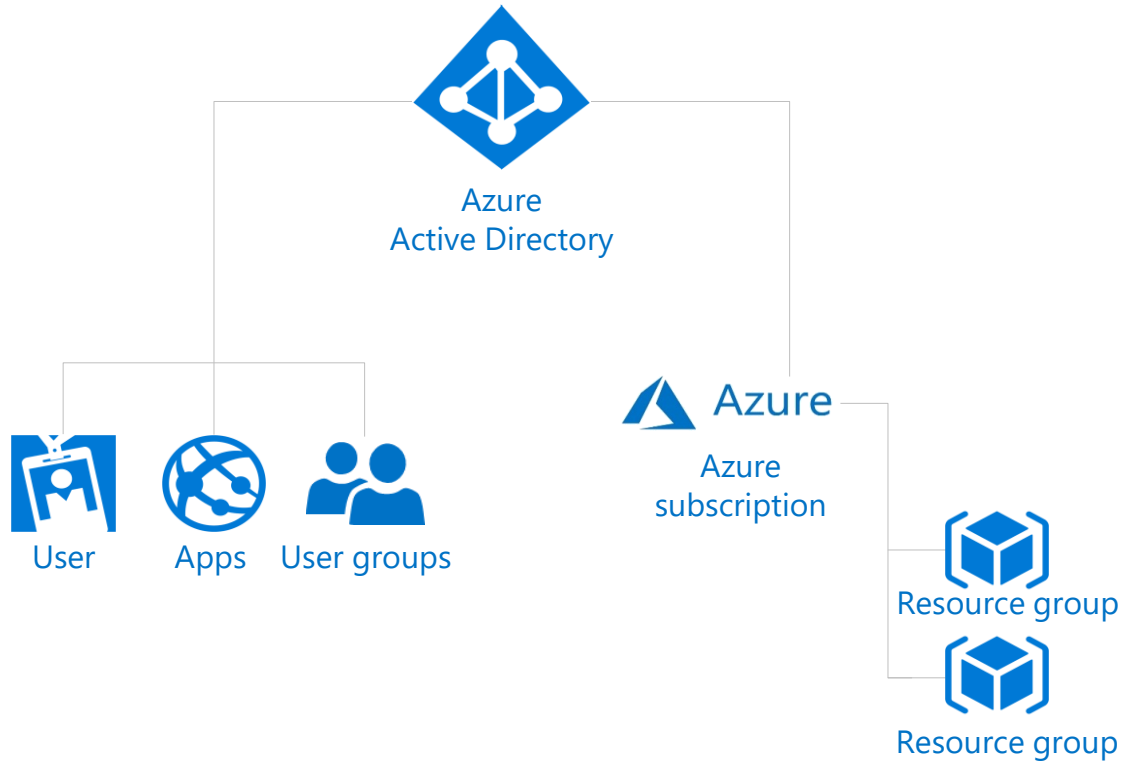 Azure
Active Directory
Azure
Azure
subscription
User
Apps
User groups
Resource group
Resource group